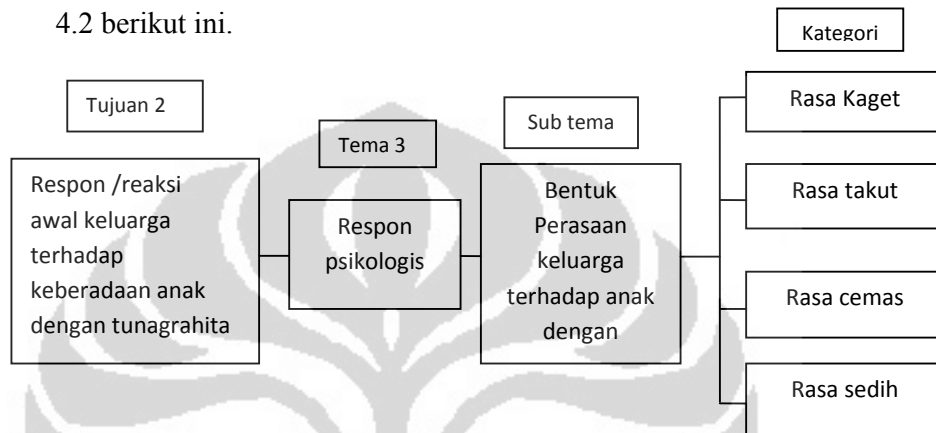 4.2 berikut ini.
Kategori
Tujuan 2
Tema 3
Sub tema
Respon /reaksi
awal keluarga
terhadap
keberadaan anak
dengan tunagrahita
Respon
psikologis
Bentuk
Perasaan
keluarga
terhadap anak
dengan
Rasa Kaget
Rasa takut
Rasa cemas
Rasa sedih